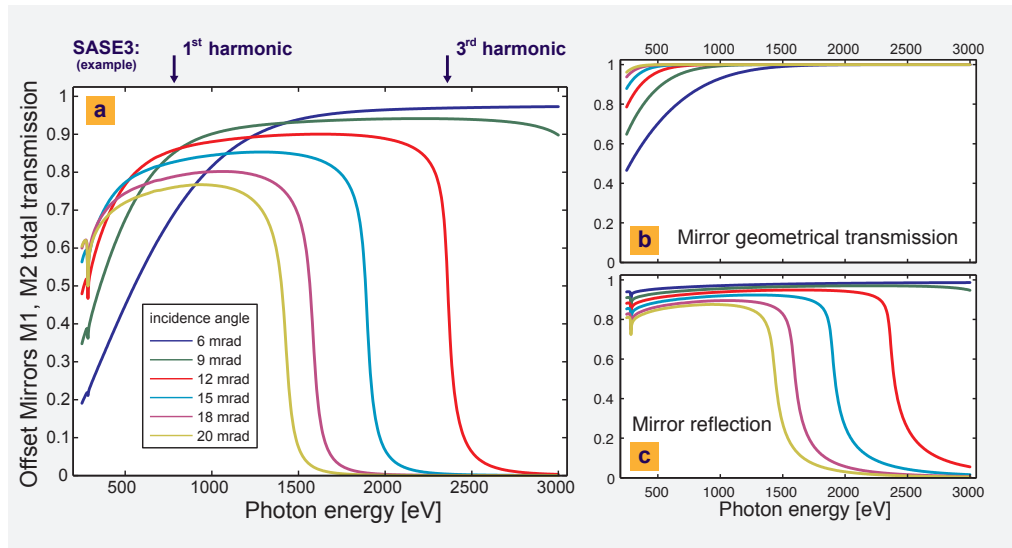 SASE3:
(example)
1st harmonic
3rd harmonic
Offset Mirrors M1, M2 total transmission
1
0.9
0.8
0.7
0.6
0.5
0.4
0.3
0.2
0.1
0
a
incidence angle
6 mrad
9 mrad
12 mrad
15 mrad
18 mrad
20 mrad
500 1000 1500 2000 2500 3000
Photon energy [eV]
500 1000 1500 2000 2500 3000
1
0.8
0.6
0.4
0.2
0
b Mirror geometrical transmission
1
0.8
0.6
0.4
0.2
0
Mirror reflection
c
500 1000 1500 2000 2500 3000
Photon energy [eV]